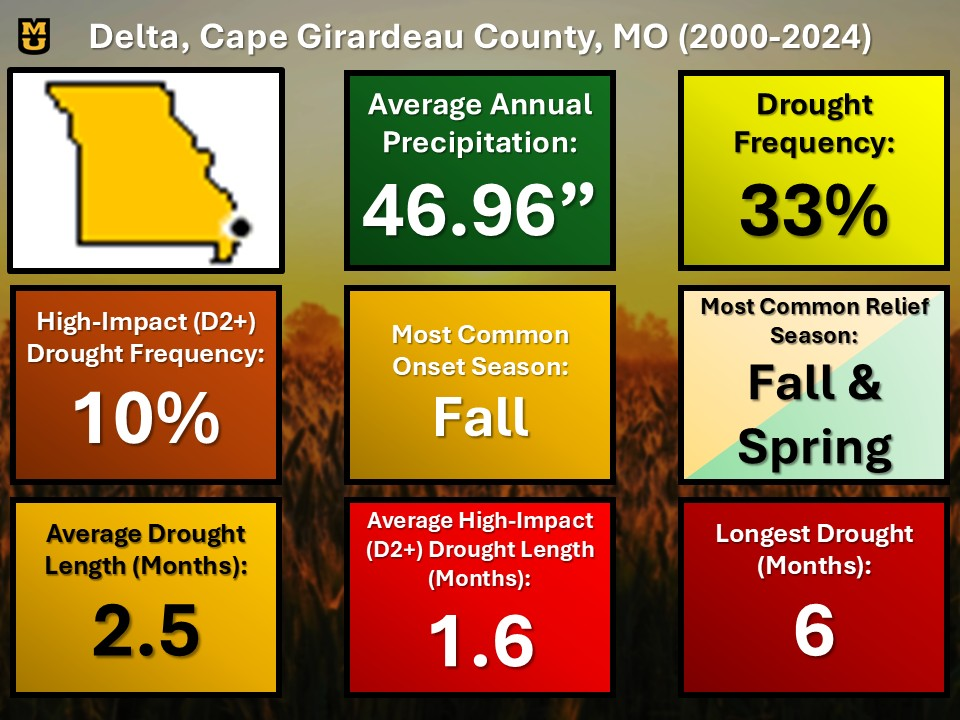 MU
Delta, Cape Girardeau County, MO (2000-2024)
Average Annual
Precipitation:
46.96”
Drought
Frequency:
33%
High-Impact (D2+)
Drought Frequency:
10%
Most Common
Onset Season:
Fall
Most Common Relief
Season:
Fall &
Spring
Average Drought
Length (Months):
2.5
Average High-Impact
(D2+) Drought Length
(Months):
1.6
Longest Drought
(Months):
6